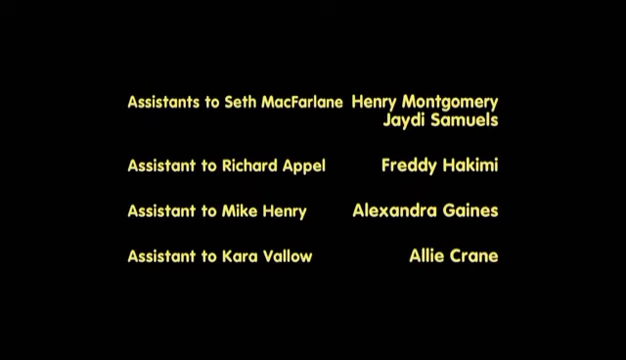 Assistants to Seth MacFarlane Henry Montgomery
Jaydi Samuels
Assistant to Richard Appel Freddy Hakimi
Assistant to Mike Henry Alexandra Gaines
Assistant to Kara Vallow Allie Crane